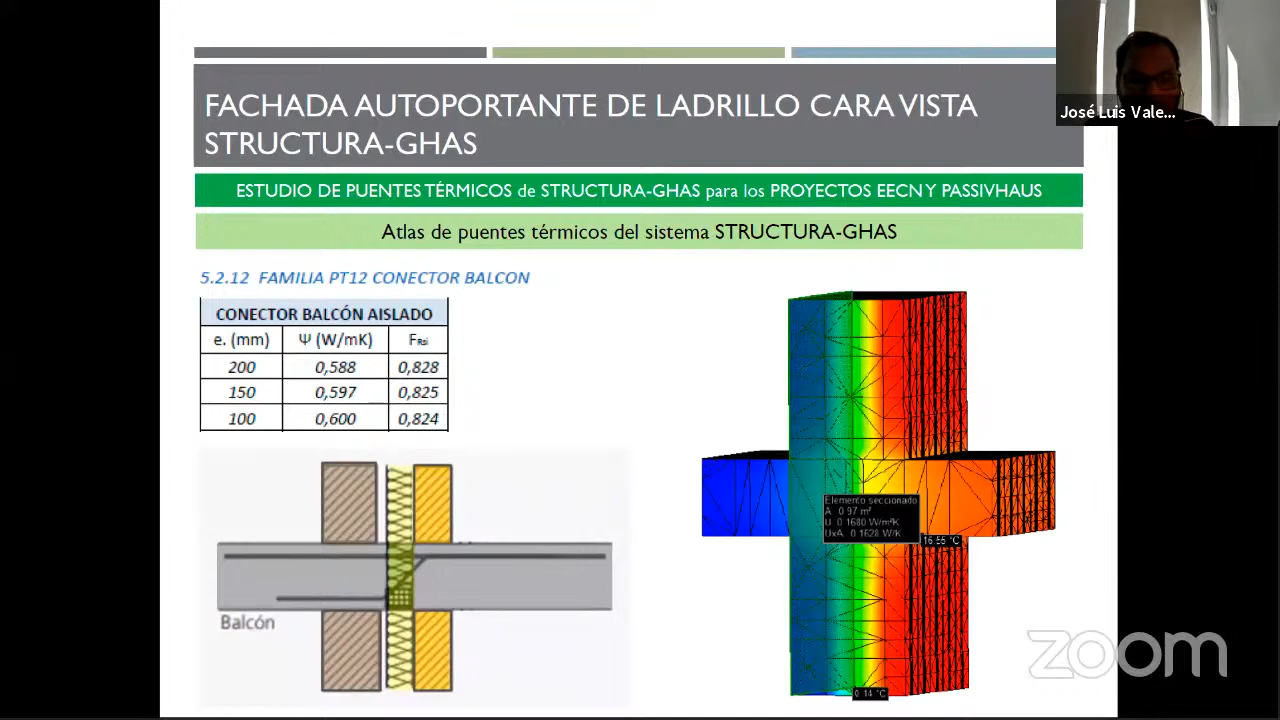 FACHADA AUTOPORTANTE DE LADRILLO CARA VISTA
STRUCTURA-GHAS
José Luis Vale...
ESTUDIO DE PUENTES TÉRMICOS de STRUCTURA-GHAS para los PROYECTOS EECN Y PASSIVHAUS
Atlas de puentes térmicos del sistema STRUCTURA-GHAS
5.2.12 FAMILIA PT12 CONECTOR BALCON
CONECTOR BALCÓN AISLADO
e. (mm) Ψ (W/mK) FRsi
200 0,588 0,828
150 0,597 0,825
100 0,600 0,824
Balcón
Elemento seccionado
A 0.97 m²
U 0.1680 W/m²K
UxA 0.1628 W/K
16.55 °C
0.14 °C
zoom